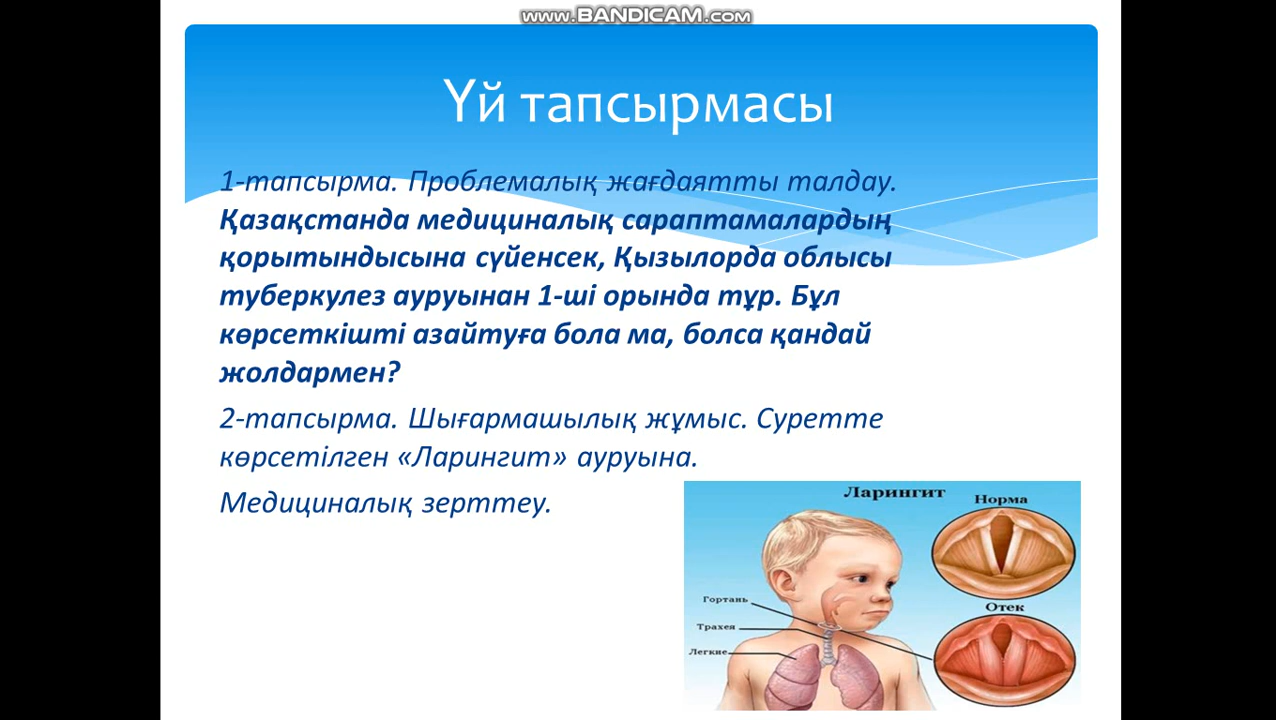 www.BANDICAM.com
Үй тапсырмасы
1-тапсырма. Проблемалық жағдаятты талдау.
Қазақстанда медициналық сараптамалардың
қорытындысына сүйенсек, Қызылорда облысы
туберкулез ауруынан 1-ші орында тұр. Бұл
көрсеткішті азайтуға бола ма, болса қандай
жолдармен?
2-тапсырма. Шығармашылық жұмыс. Суретте
көрсетілген «Ларингит» ауруына.
Медициналық зерттеу.
Ларингит
Норма
Гортань
Отек
Трахея
Легкие